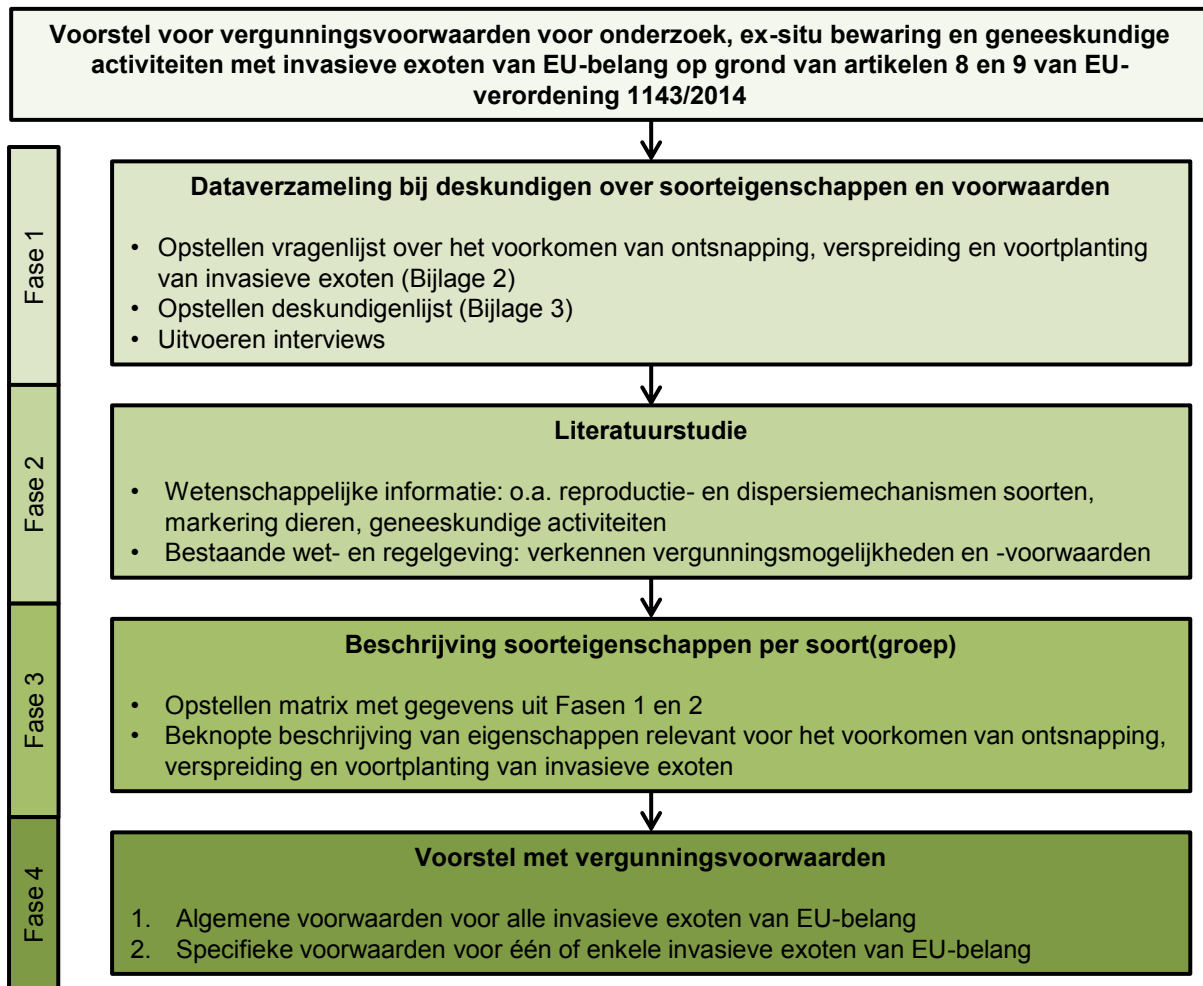 Voorstel voor vergunningsvoorwaarden voor onderzoek, ex-situ bewaring en geneeskundige
activiteiten met invasieve exoten van EU-belang op grond van artikelen 8 en 9 van EU-
verordening 1143/2014
Fase 1
Dataverzameling bij deskundigen over soorteigenschappen en voorwaarden
• Opstellen vragenlijst over het voorkomen van ontsnapping, verspreiding en voortplanting
van invasieve exoten (Bijlage 2)
• Opstellen deskundigenlijst (Bijlage 3)
• Uitvoeren interviews
Fase 2
Literatuurstudie
• Wetenschappelijke informatie: o.a. reproductie- en dispersiemechanismen soorten,
markering dieren, geneeskundige activiteiten
• Bestaande wet- en regelgeving: verkennen vergunningsmogelijkheden en -voorwaarden
Fase 3
Beschrijving soorteigenschappen per soort(groep)
• Opstellen matrix met gegevens uit Fasen 1 en 2
• Beknopte beschrijving van eigenschappen relevant voor het voorkomen van ontsnapping,
verspreiding en voortplanting van invasieve exoten
Fase 4
Voorstel met vergunningsvoorwaarden
1. Algemene voorwaarden voor alle invasieve exoten van EU-belang
2. Specifieke voorwaarden voor één of enkele invasieve exoten van EU-belang